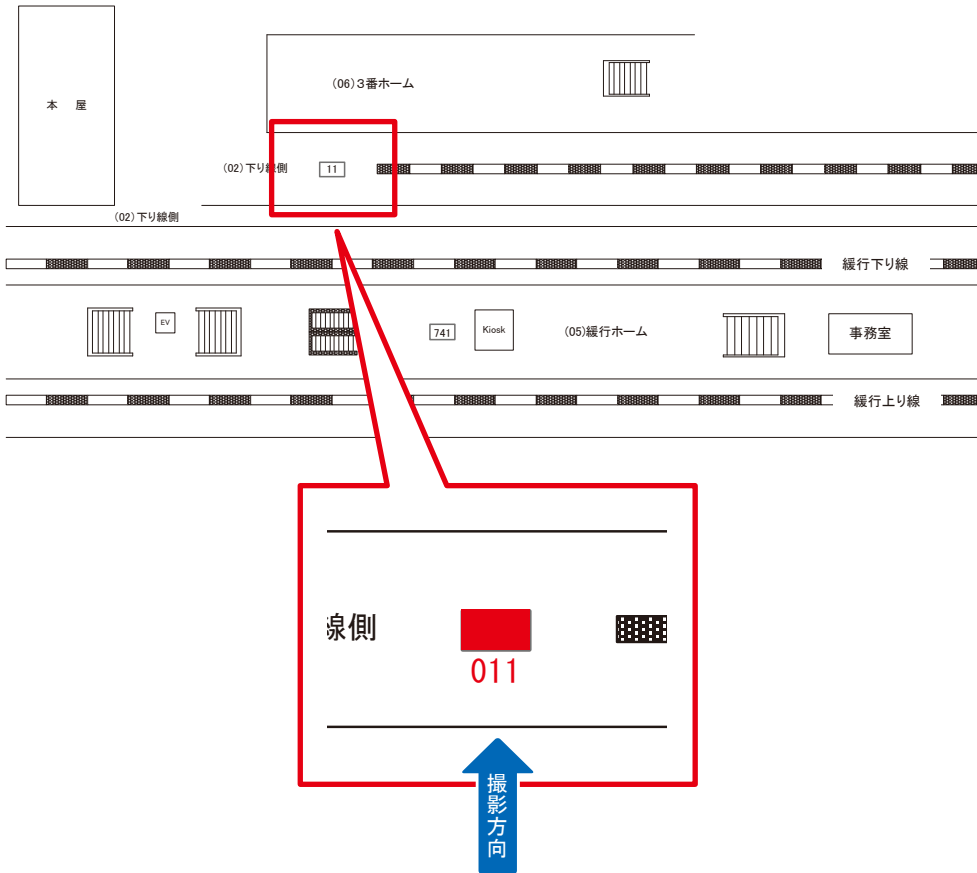 (06)3番ホーム
本 屋
(02)下り線側
11
(02)下り線側
緩行下り線
EV
741
Kiosk
(05)緩行ホーム
事務室
緩行上り線
線側
011
撮影方向